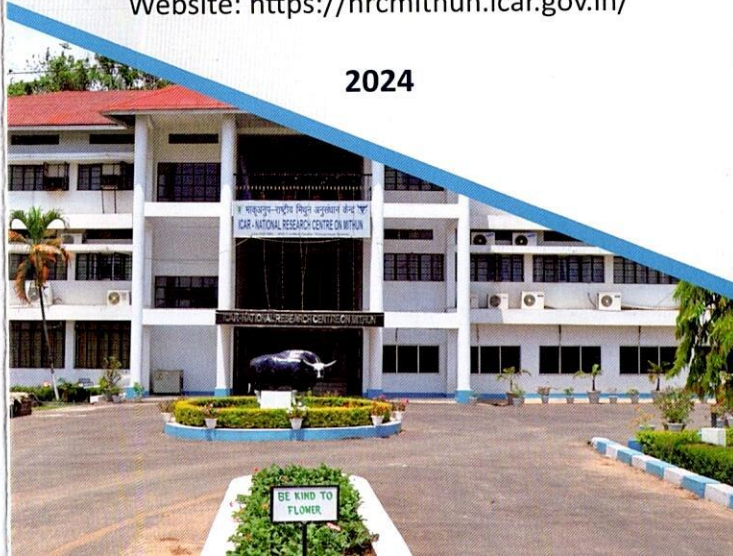 Website: https://nrcmithun.icar.gov.in/
2024
भाकृअनुप–राष्ट्रीय मिथुन अनुसंधान केन्द्र
ICAR - NATIONAL RESEARCH CENTRE ON MITHUN
ICAR-NATIONAL RESEARCH CENTRE ON MITHUN
BE KIND TO
FLOWER